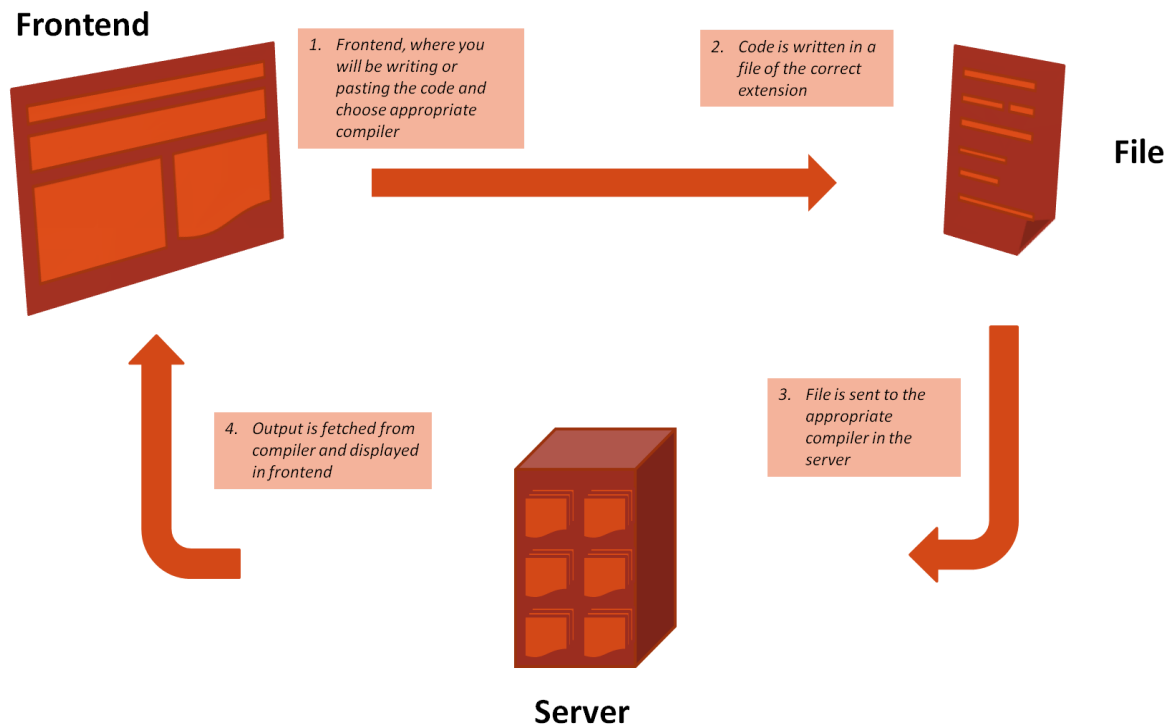 Frontend
1. Frontend, where you
will be writing or
pasting the code and
choose appropriate
compiler
2. Code is written in a
file of the correct
extension
File
3. File is sent to the
appropriate
compiler in the
server
4. Output is fetched from
compiler and displayed
in frontend
Server